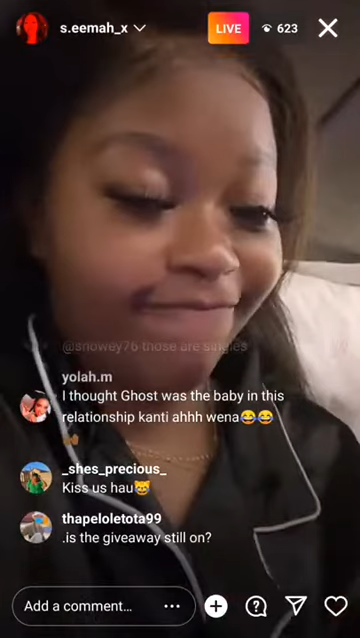 s.eemah_x
LIVE
623
@snowey76 those are singles
yolah.m
I thought Ghost was the baby in this
relationship kanti ahhh wena😂😂
_shes_precious_
Kiss us hau😹
thapeloletota99
.is the giveaway still on?
Add a comment...